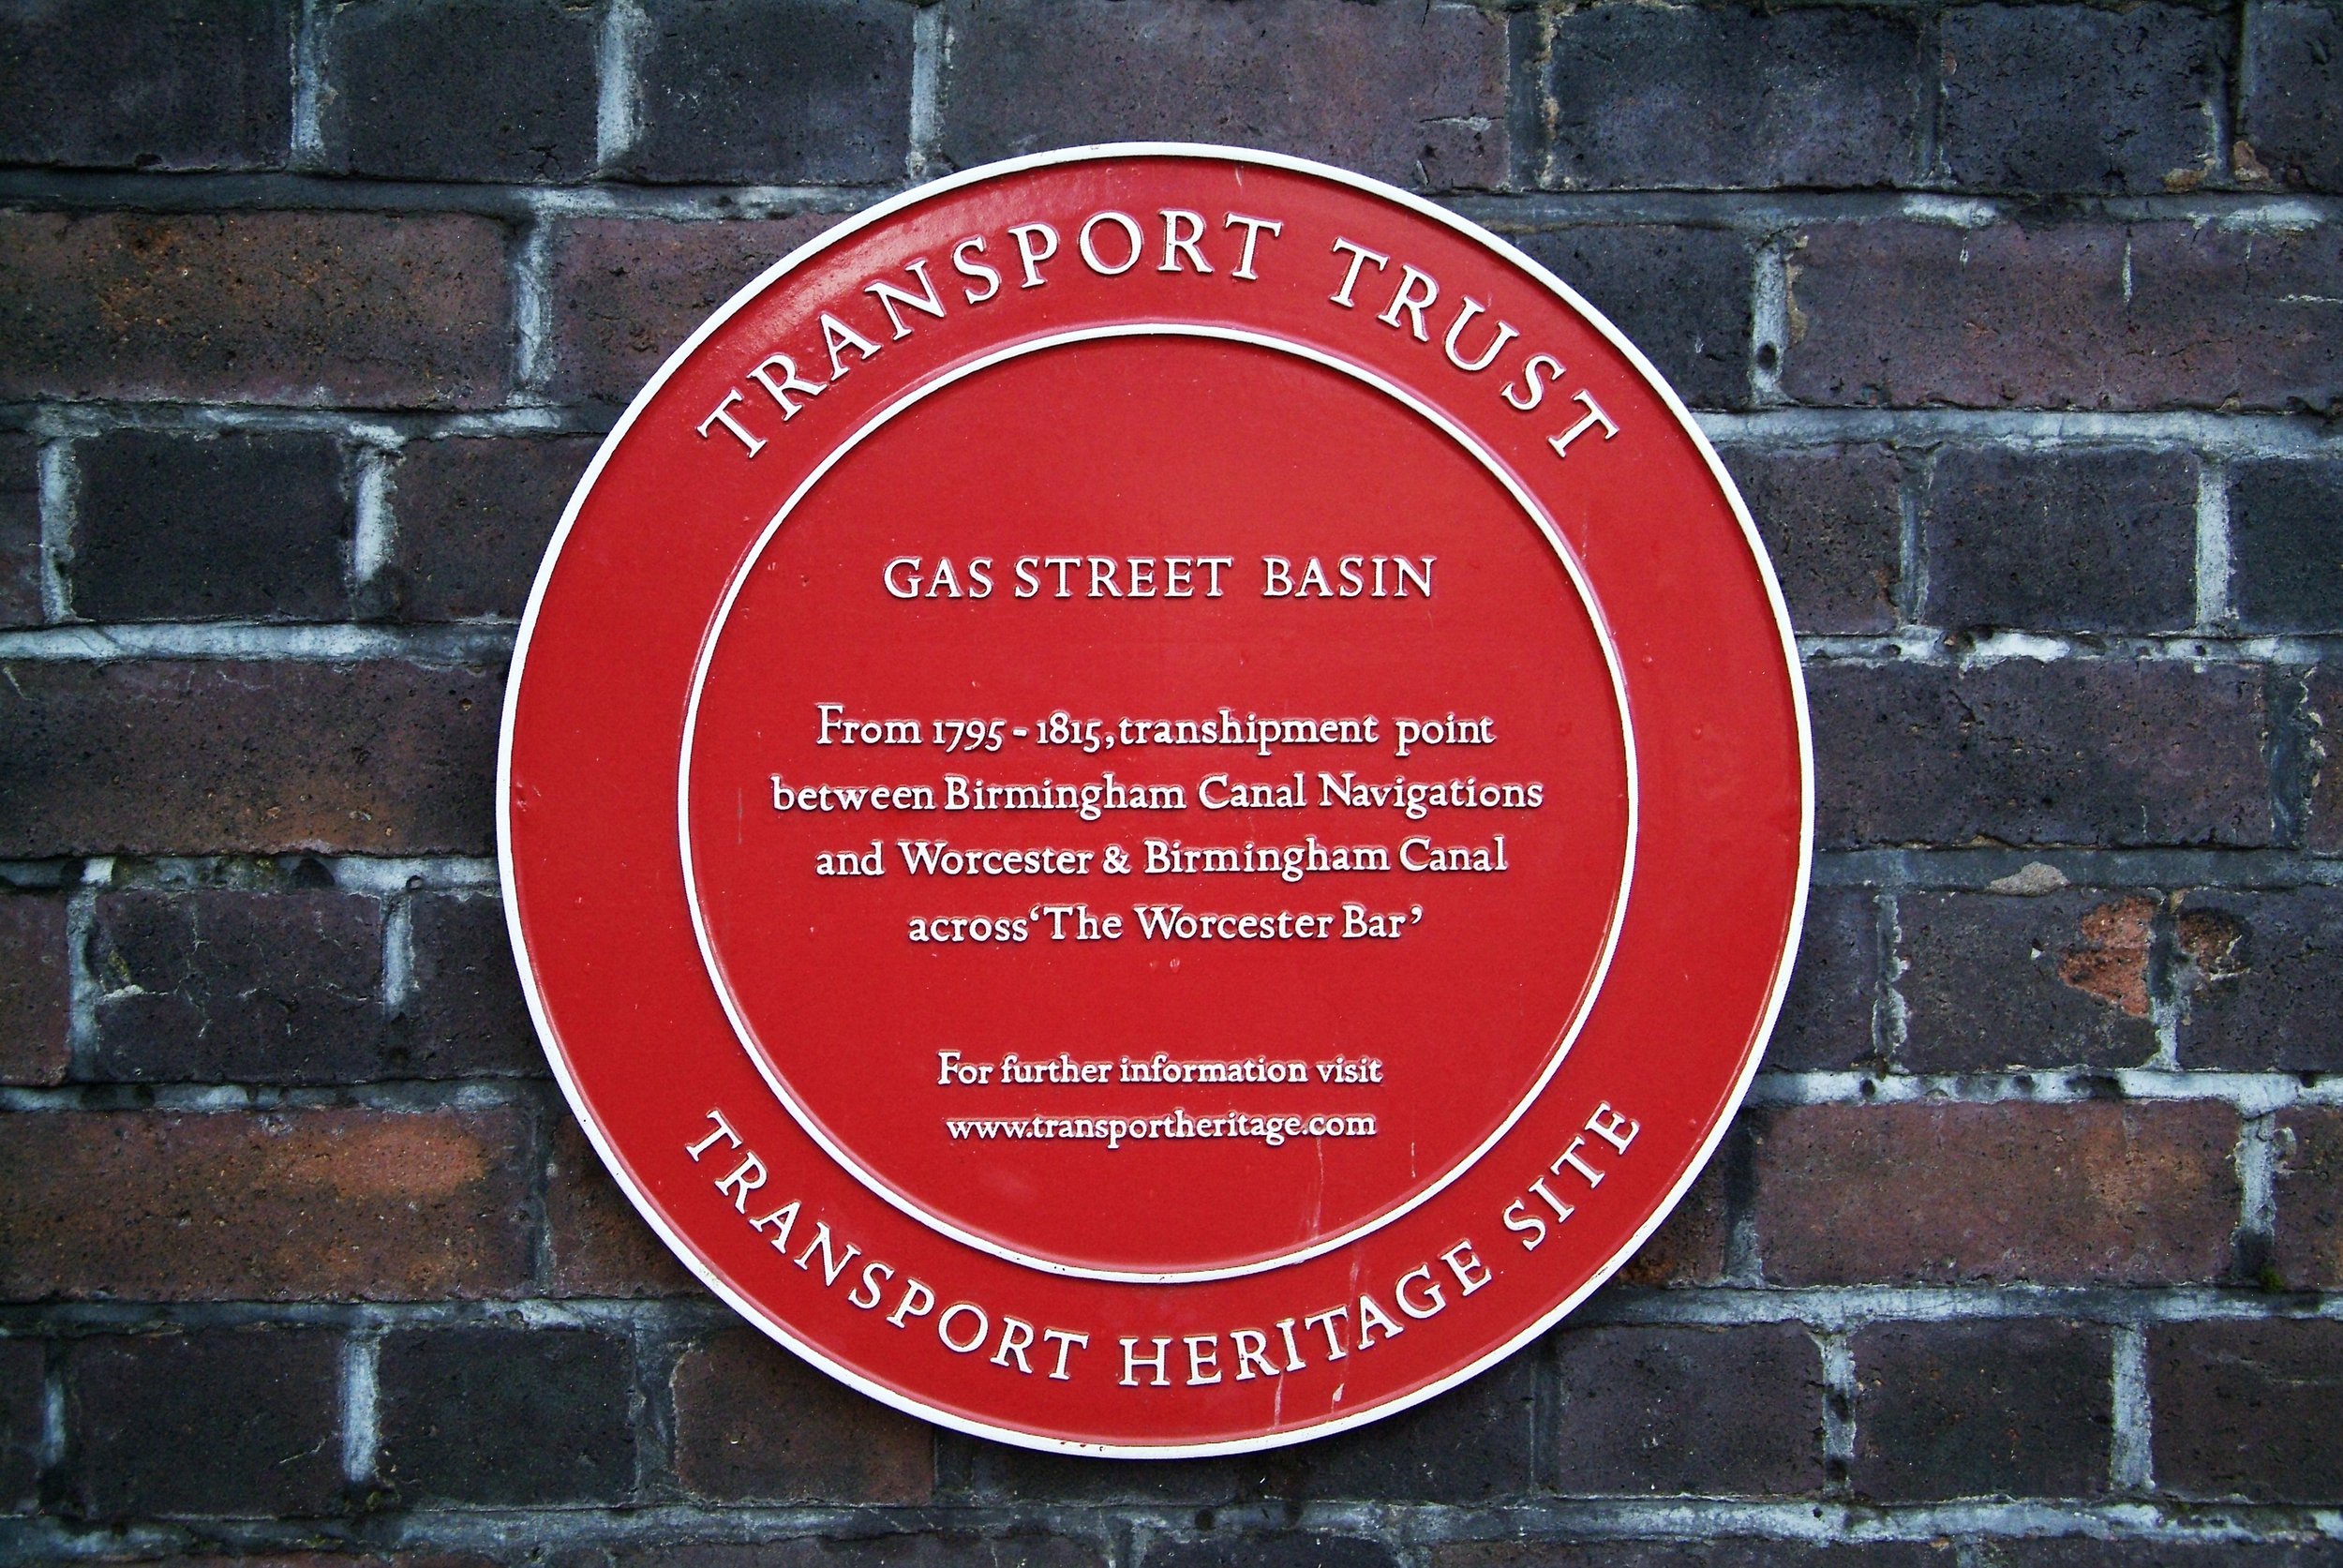 TRANSPORT TRUST
GAS STREET BASIN
From 1795-1815, transhipment point
between Birmingham Canal Navigations
and Worcester & Birmingham Canal
across 'The Worcester Bar'
For further information visit
www.transportheritage.com
TRANSPORT HERITAGE SITE